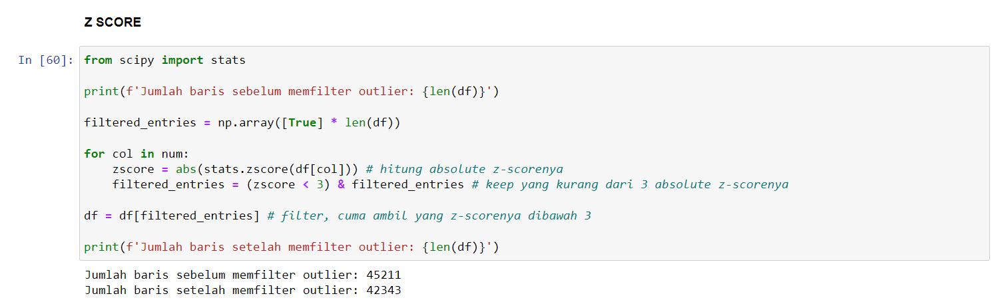 Z SCORE
In [60]: from scipy import stats
print(f'Jumlah baris sebelum memfilter outlier: {len(df)}')
filtered_entries = np.array([True] * len(df))
for col in num:
    zscore = abs(stats.zscore(df[col])) # hitung absolute z-scorenya
    filtered_entries = (zscore < 3) & filtered_entries # keep yang kurang dari 3 absolute z-scorenya
df = df[filtered_entries] # filter, cuma ambil yang z-scorenya dibawah 3
print(f'Jumlah baris setelah memfilter outlier: {len(df)}')
Jumlah baris sebelum memfilter outlier: 45211
Jumlah baris setelah memfilter outlier: 42343